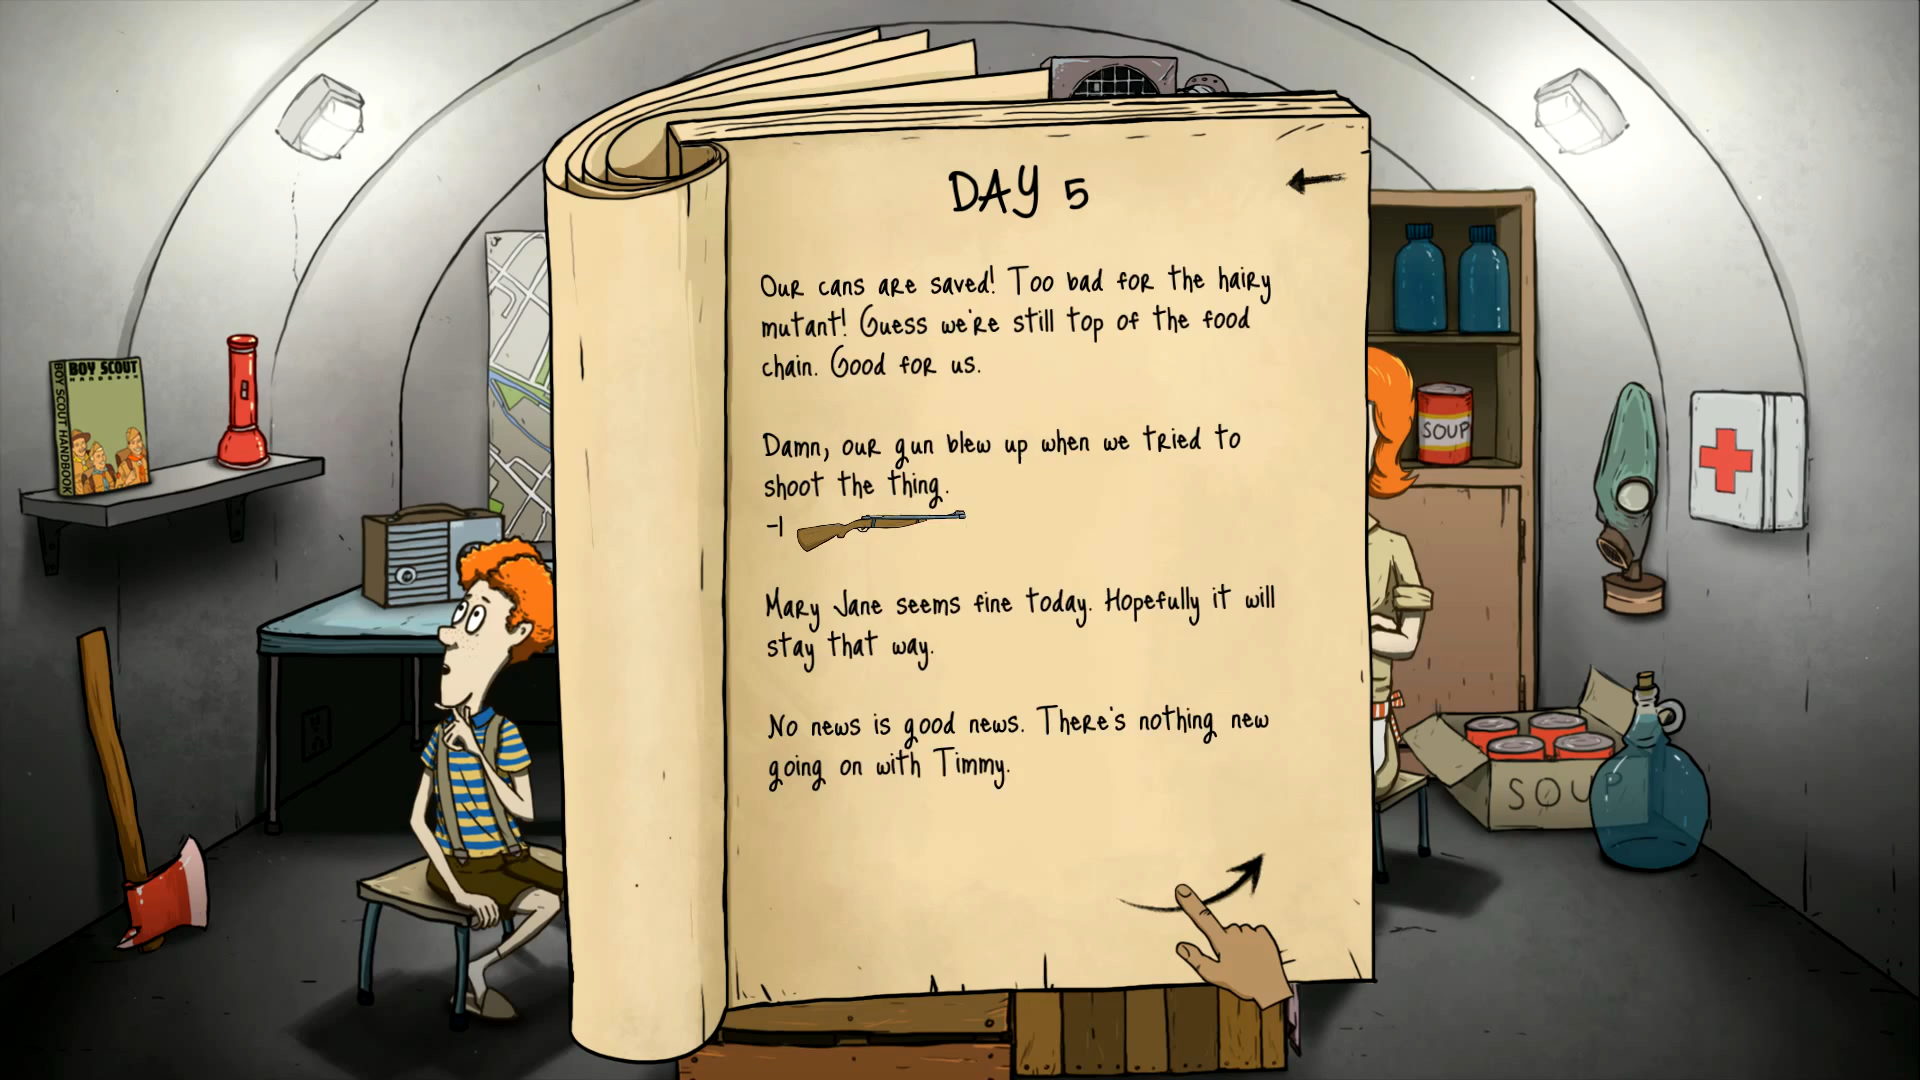 DAY 5
Our cans are saved! Too bad for the hairy
mutant! Guess we're still top of the food
chain. Good for us.
Damn, our gun blew up when we tried to
shoot the thing.
-1
Mary Jane seems fine today. Hopefully it will
stay that way.
No news is good news. There's nothing new
going on with Timmy.
BOY SCOUT
HANDBOOK
BOY SCOUT HANDBOOK
SOUP
SOUP